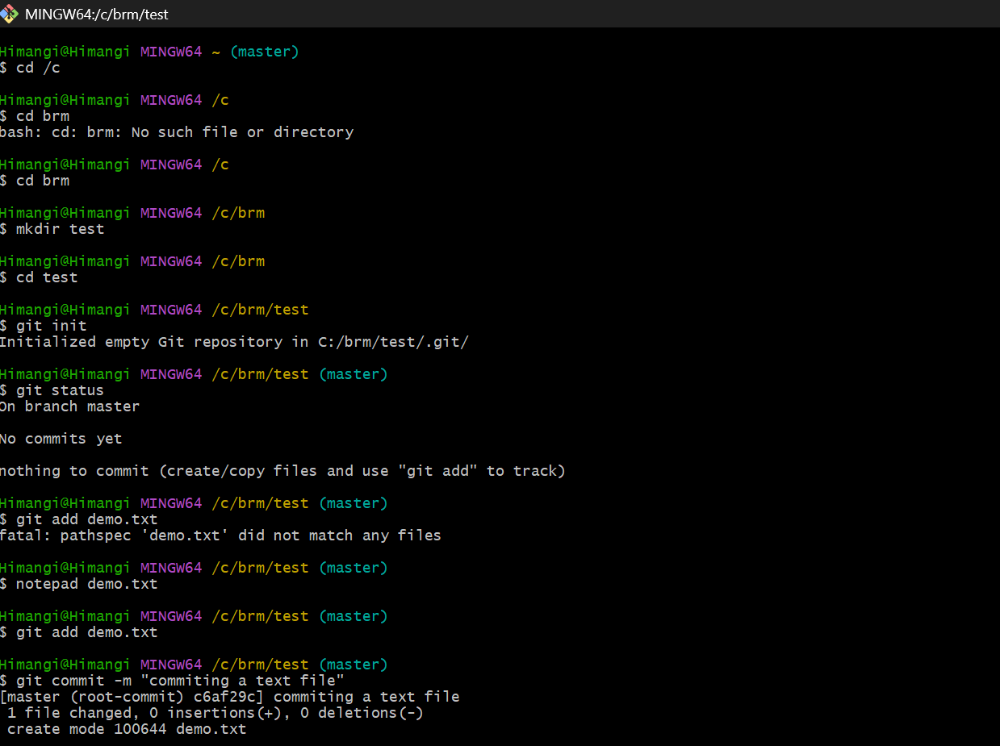 MINGW64:/c/brm/test
Himangi@Himangi MINGW64 ~ (master)
$ cd /c
Himangi@Himangi MINGW64 /c
$ cd brm
bash: cd: brm: No such file or directory
Himangi@Himangi MINGW64 /c
$ cd brm
Himangi@Himangi MINGW64 /c/brm
$ mkdir test
Himangi@Himangi MINGW64 /c/brm
$ cd test
Himangi@Himangi MINGW64 /c/brm/test
$ git init
Initialized empty Git repository in C:/brm/test/.git/
Himangi@Himangi MINGW64 /c/brm/test (master)
$ git status
On branch master
No commits yet
nothing to commit (create/copy files and use "git add" to track)
Himangi@Himangi MINGW64 /c/brm/test (master)
$ git add demo.txt
fatal: pathspec 'demo.txt' did not match any files
Himangi@Himangi MINGW64 /c/brm/test (master)
$ notepad demo.txt
Himangi@Himangi MINGW64 /c/brm/test (master)
$ git add demo.txt
Himangi@Himangi MINGW64 /c/brm/test (master)
$ git commit -m "commiting a text file"
[master (root-commit) c6af29c] commiting a text file
1 file changed, 0 insertions(+), 0 deletions(-)
create mode 100644 demo.txt